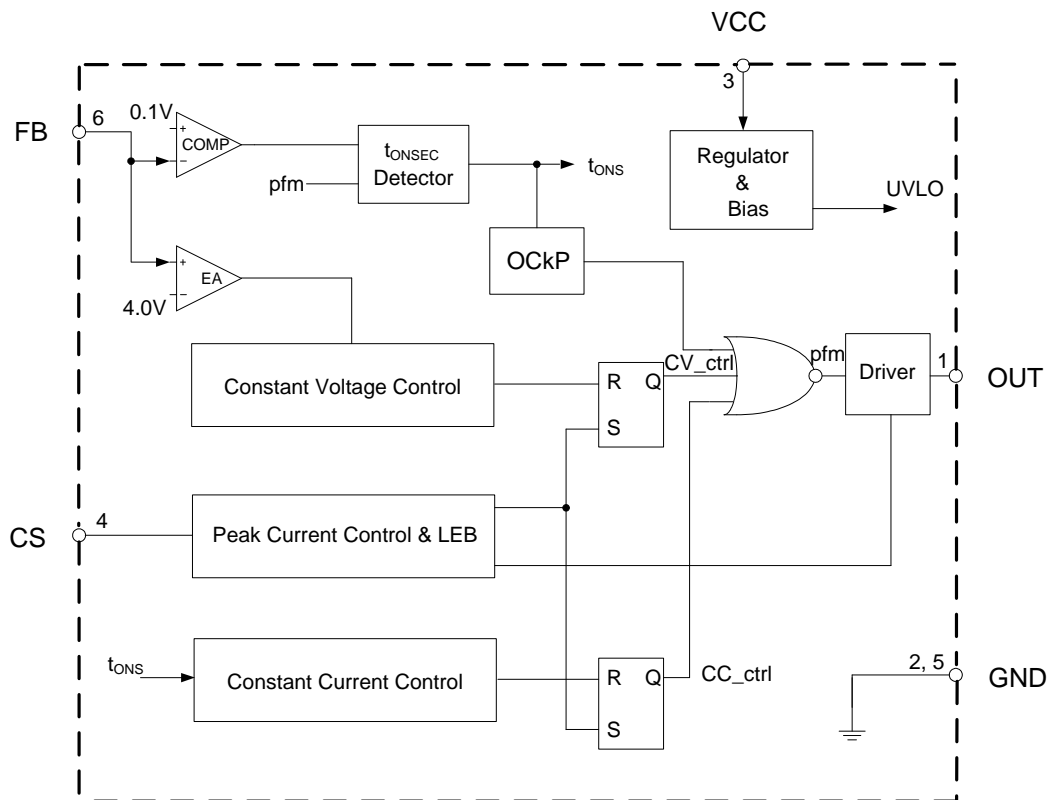 VCC
3
FB
6
0.1V
+
COMP
−
tONSEC
Detector
pfm
tONS
Regulator
&
Bias
UVLO
OCkP
+
EA
−
4.0V
Constant Voltage Control
R
Q
S
CV_ctrl
pfm
Driver
1
OUT
CS
4
Peak Current Control & LEB
tONS
Constant Current Control
R
Q
S
CC_ctrl
2, 5
GND